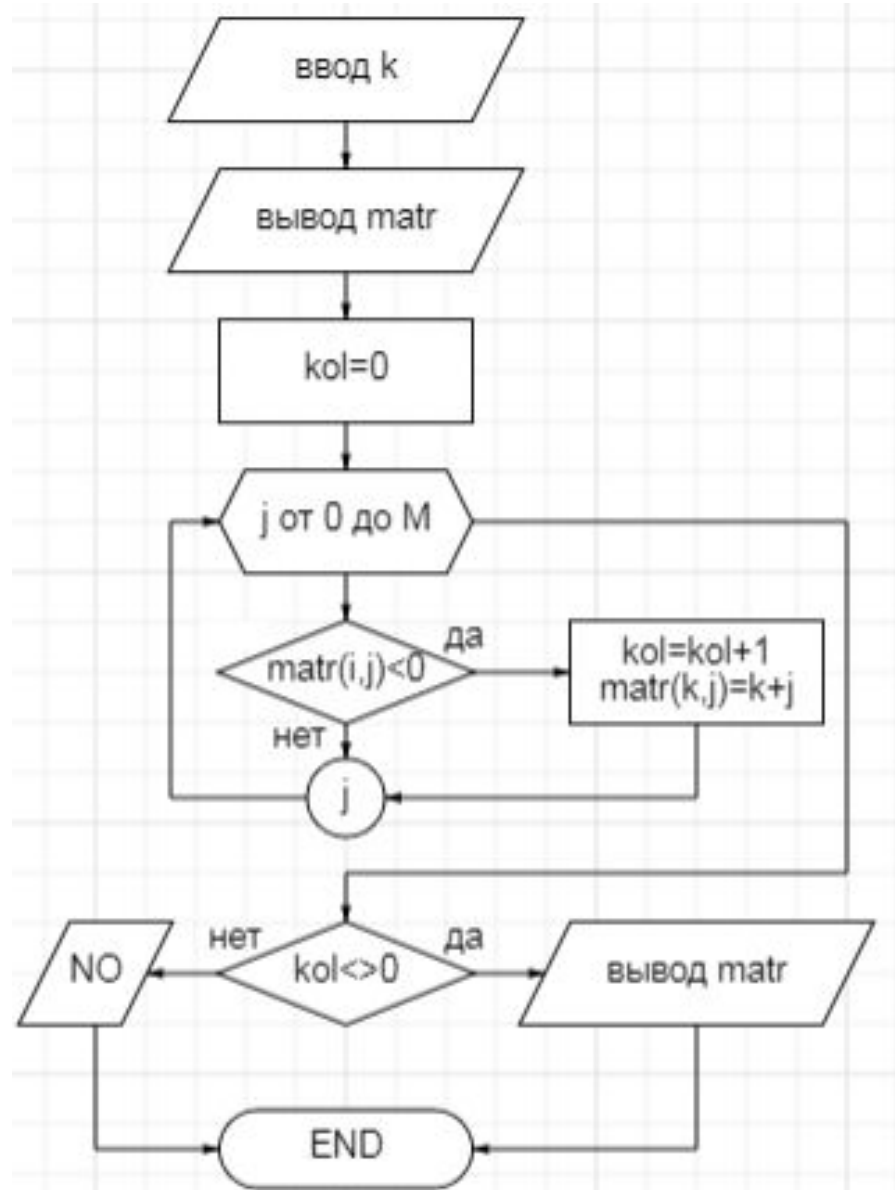 ввод k
вывод matr
kol=0
j от 0 до M
да
matr(i,j)<0
kol=kol+1
matr(k,j)=k+j
нет
j
нет
да
NO
kol<>0
вывод matr
END